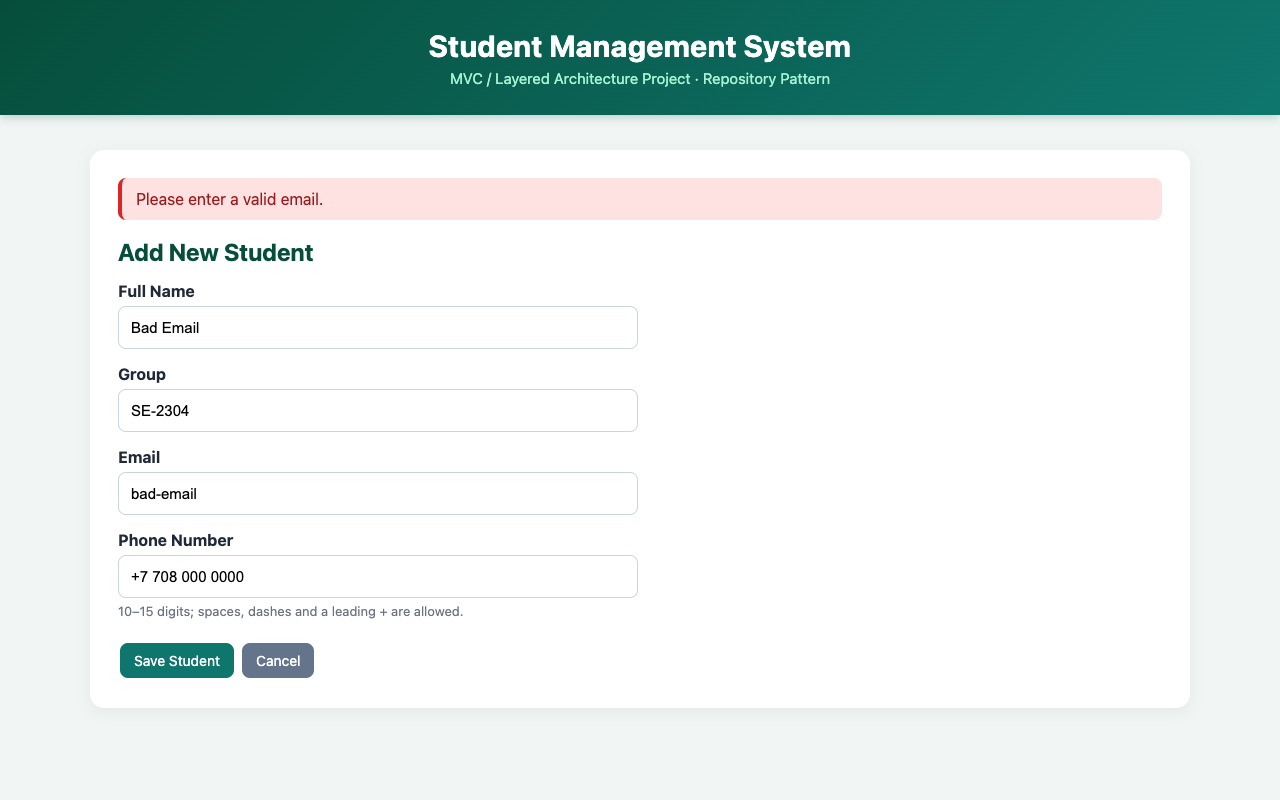 Student Management System
MVC / Layered Architecture Project · Repository Pattern
Please enter a valid email.
Add New Student
Full Name
Bad Email
Group
SE-2304
Email
bad-email
Phone Number
+7 708 000 0000
10–15 digits; spaces, dashes and a leading + are allowed.
Save Student Cancel